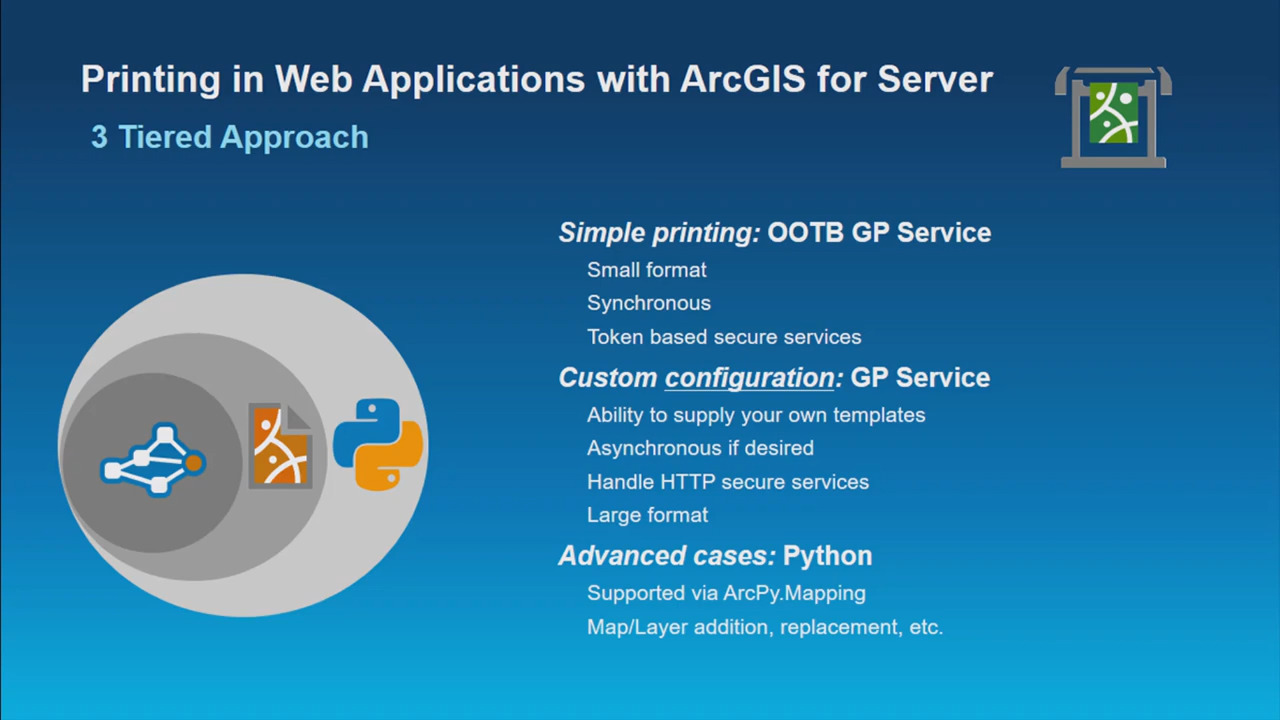 Printing in Web Applications with ArcGIS for Server
3 Tiered Approach
Simple printing: OOTB GP Service
Small format
Synchronous
Token based secure services
Custom configuration: GP Service
Ability to supply your own templates
Asynchronous if desired
Handle HTTP secure services
Large format
Advanced cases: Python
Supported via ArcPy.Mapping
Map/Layer addition, replacement, etc.